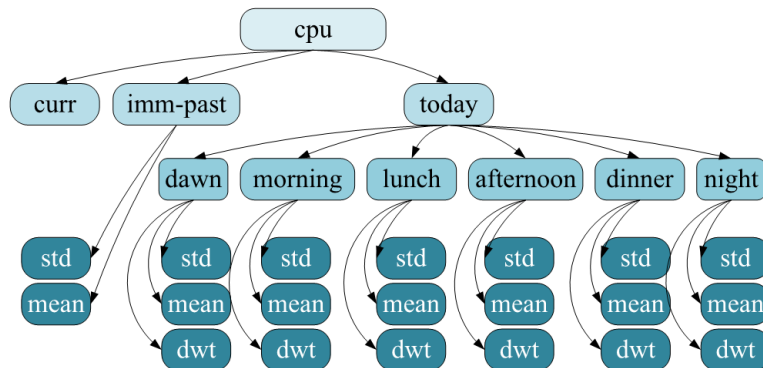 cpu
curr imm-past today
dawn morning lunch afternoon dinner night
std std std std std std std
mean mean mean mean mean mean mean
dwt dwt dwt dwt dwt dwt